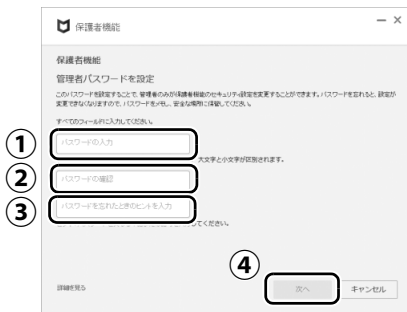 保護者機能
保護者機能
管理者パスワードを設定
このパスワードを設定することで、管理者のみが保護者機能のセキュリティ設定を変更することができます。パスワードを忘れると、設定が
変更できなくなりますので、パスワードをメモし、安全な場所に保管してください。
すべてのフィールドに入力してください。
① パスワードの入力
大文字と小文字が区別されます。
② パスワードの確認
③ パスワードを忘れたときのヒントを入力
てください。
④
詳細を見る 次へ キャンセル